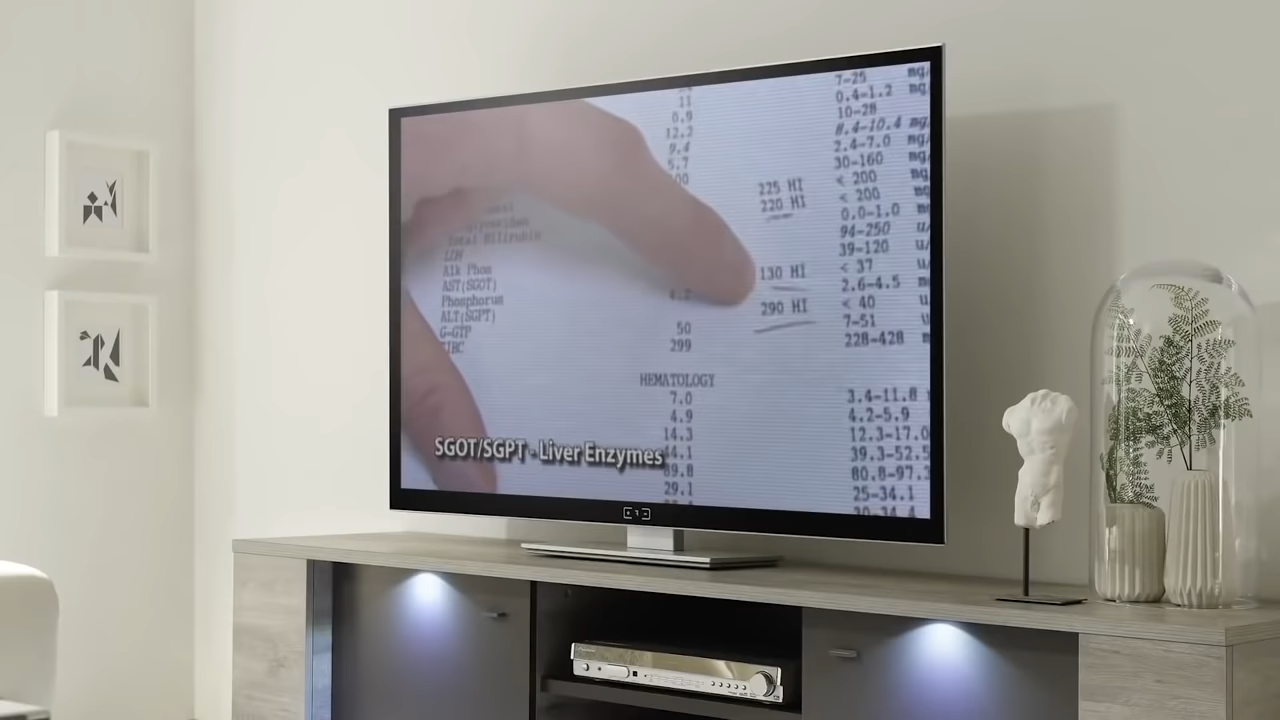 11 7-25
0.9 0.4-1.2
12.2 10-28
9.4 8.4-10.4
5.7 2.4-7.0
30-160
225 HI < 200
220 HI < 200
Total Bilirubin 0.0-1.0
LDH 94-250
Alk Phos 39-120
AST(SGOT) 130 HI < 37
Phosphorus 4.2 2.6-4.5
ALT(SGPT) 290 HI < 40
G-GTP 50 7-51
TIBC 299 228-428
HEMATOLOGY
7.0 3.4-11.8
4.9 4.2-5.9
14.3 12.3-17.0
39.3-52.5
80.8-97.
29.1 25-34.1
SGOT/SGPT - Liver Enzymes